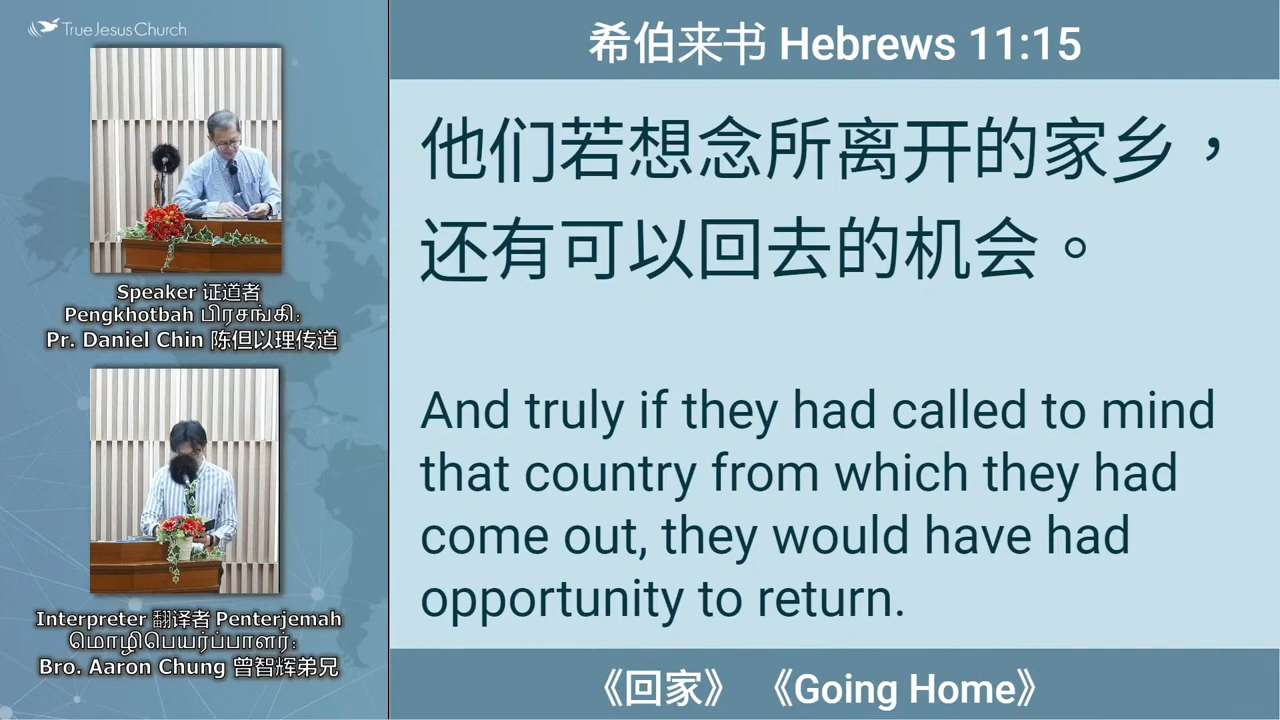 True Jesus Church
Speaker 证道者
Pengkhotbah பிரசங்கி:
Pr. Daniel Chin 陈但以理传道
Interpreter 翻译者 Penterjemah
மொழிபெயர்ப்பாளர்:
Bro. Aaron Chung 曾智辉弟兄
希伯来书 Hebrews 11:15
他们若想念所离开的家乡，
还有可以回去的机会。
And truly if they had called to mind
that country from which they had
come out, they would have had
opportunity to return.
《回家》 《Going Home》